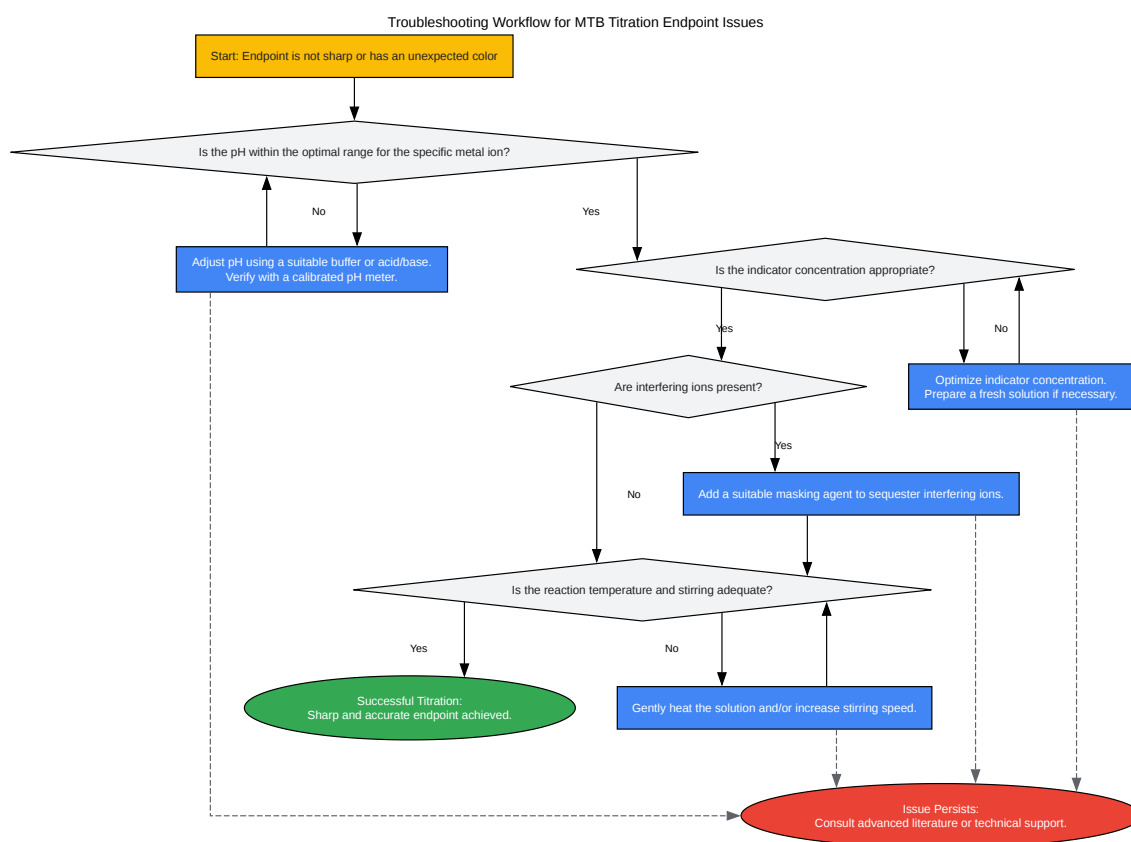 Troubleshooting Workflow for MTB Titration Endpoint Issues
Start: Endpoint is not sharp or has an unexpected color
Is the pH within the optimal range for the specific metal ion?
No
Yes
Adjust pH using a suitable buffer or acid/base.
Verify with a calibrated pH meter.
Is the indicator concentration appropriate?
Yes
No
Are interfering ions present?
Optimize indicator concentration.
Prepare a fresh solution if necessary.
Yes
No
Add a suitable masking agent to sequester interfering ions.
Is the reaction temperature and stirring adequate?
Yes
No
Successful Titration:
Sharp and accurate endpoint achieved.
Gently heat the solution and/or increase stirring speed.
Issue Persists:
Consult advanced literature or technical support.